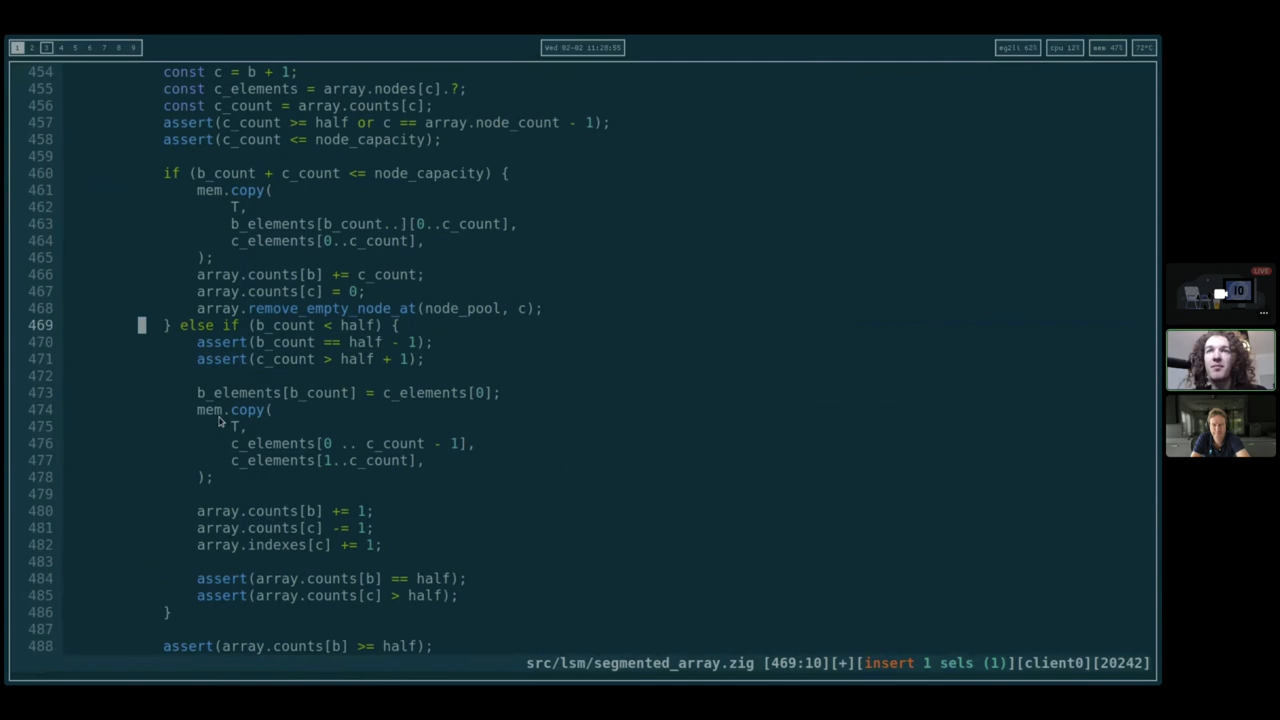 1 2 3 4 5 6 7 8 9
Wed 02-02 11:28:55
cpu 12%
mem 47%
72°C
454 const c = b + 1;
455 const c_elements = array.nodes[c].?;
456 const c_count = array.counts[c];
457 assert(c_count >= half or c == array.node_count - 1);
458 assert(c_count <= node_capacity);
459
460 if (b_count + c_count <= node_capacity) {
461 mem.copy(
462 T,
463 b_elements[b_count..][0..c_count],
464 c_elements[0..c_count],
465 );
466 array.counts[b] += c_count;
467 array.counts[c] = 0;
468 array.remove_empty_node_at(node_pool, c);
469 } else if (b_count < half) {
470 assert(b_count == half - 1);
471 assert(c_count > half + 1);
472
473 b_elements[b_count] = c_elements[0];
474 mem.copy(
475 T,
476 c_elements[0 .. c_count - 1],
477 c_elements[1..c_count],
478 );
479
480 array.counts[b] += 1;
481 array.counts[c] -= 1;
482 array.indexes[c] += 1;
483
484 assert(array.counts[b] == half);
485 assert(array.counts[c] > half);
486 }
487
488 assert(array.counts[b] >= half);
src/lsm/segmented_array.zig [469:10][+][insert 1 sels (1)][client0][20242]
LIVE
10